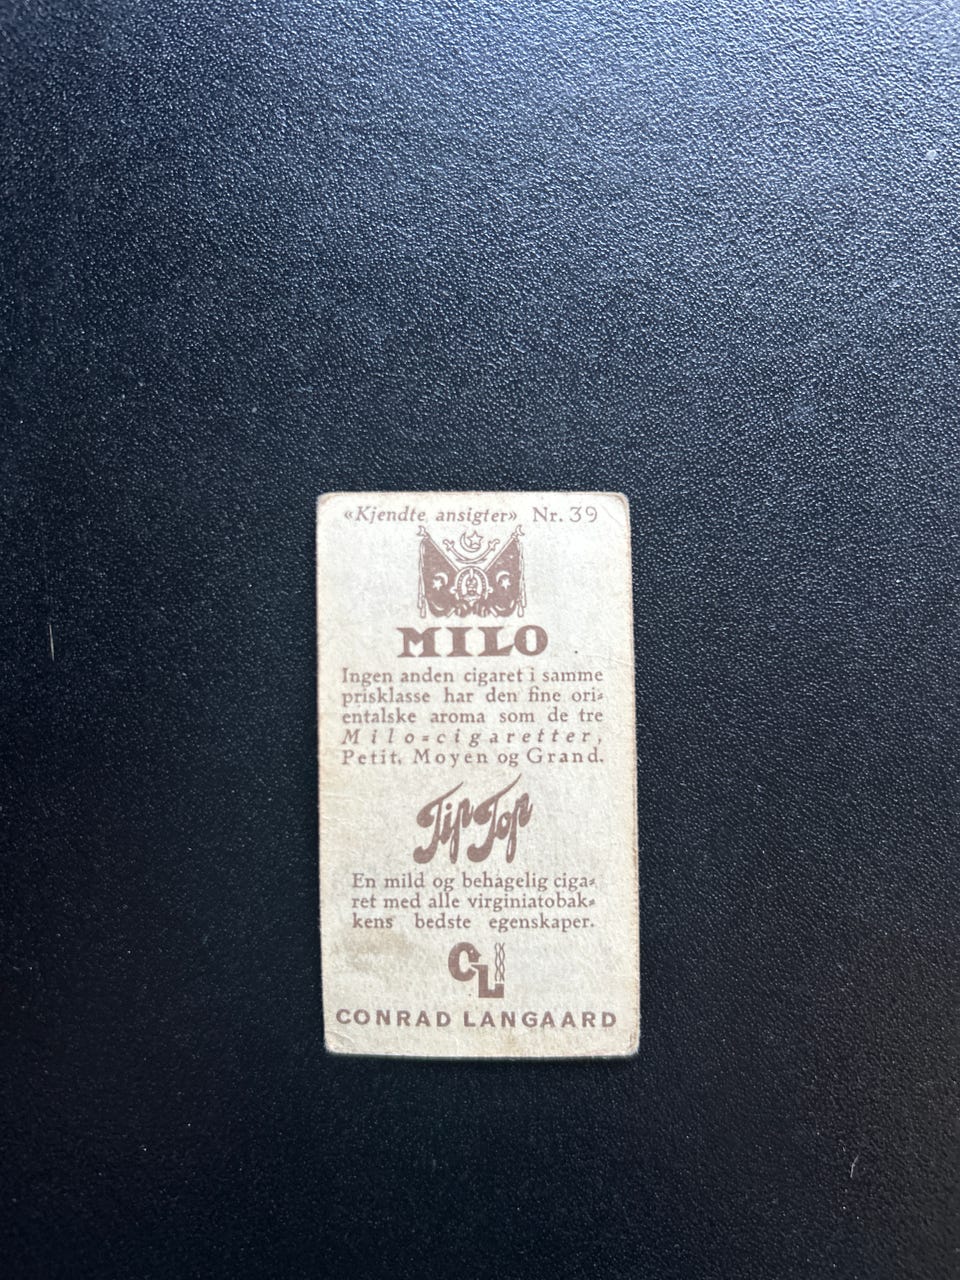 «Kjendte ansigter» Nr. 39
MILO
Ingen anden cigaret i samme
prisklasse har den fine ori=
entalske aroma som de tre
Milo=cigaretter,
Petit, Moyen og Grand.
Tip Top
En mild og behagelig ciga=
ret med alle virginiatobak=
kens bedste egenskaper.
CL
CONRAD LANGAARD